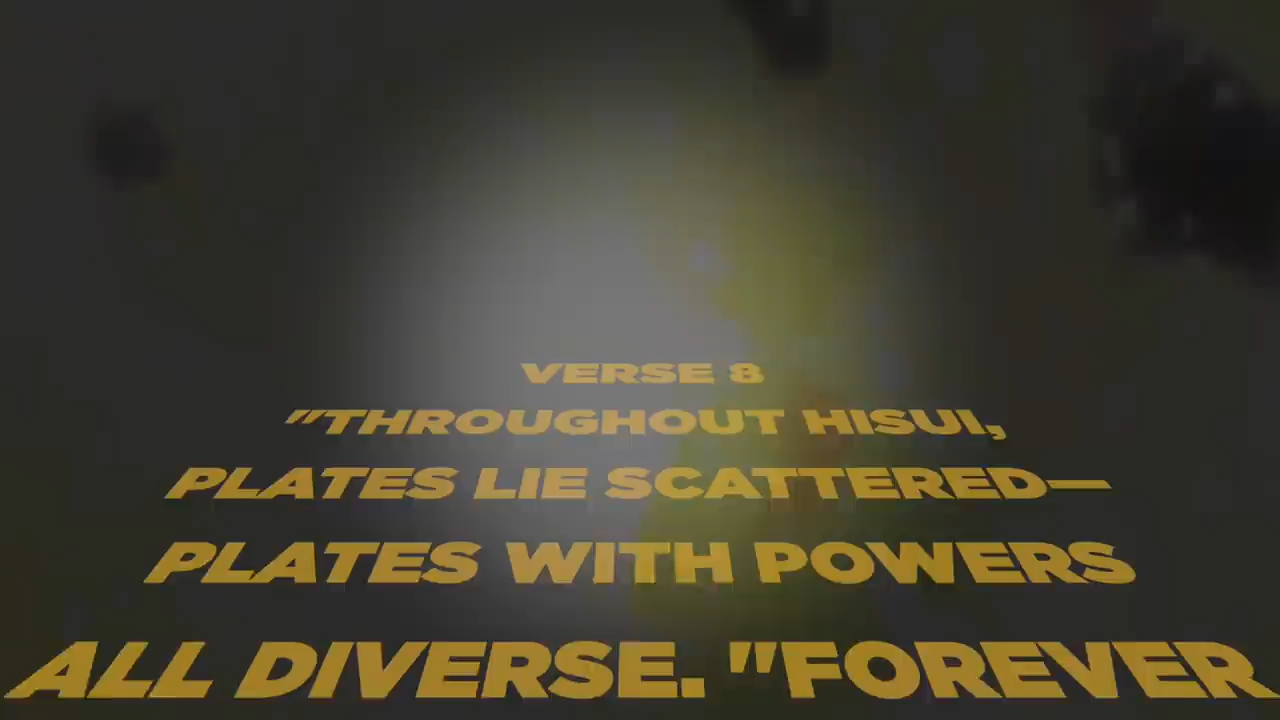 VERSE 8
"THROUGHOUT HISUI,
PLATES LIE SCATTERED—
PLATES WITH POWERS
ALL DIVERSE. "FOREVER